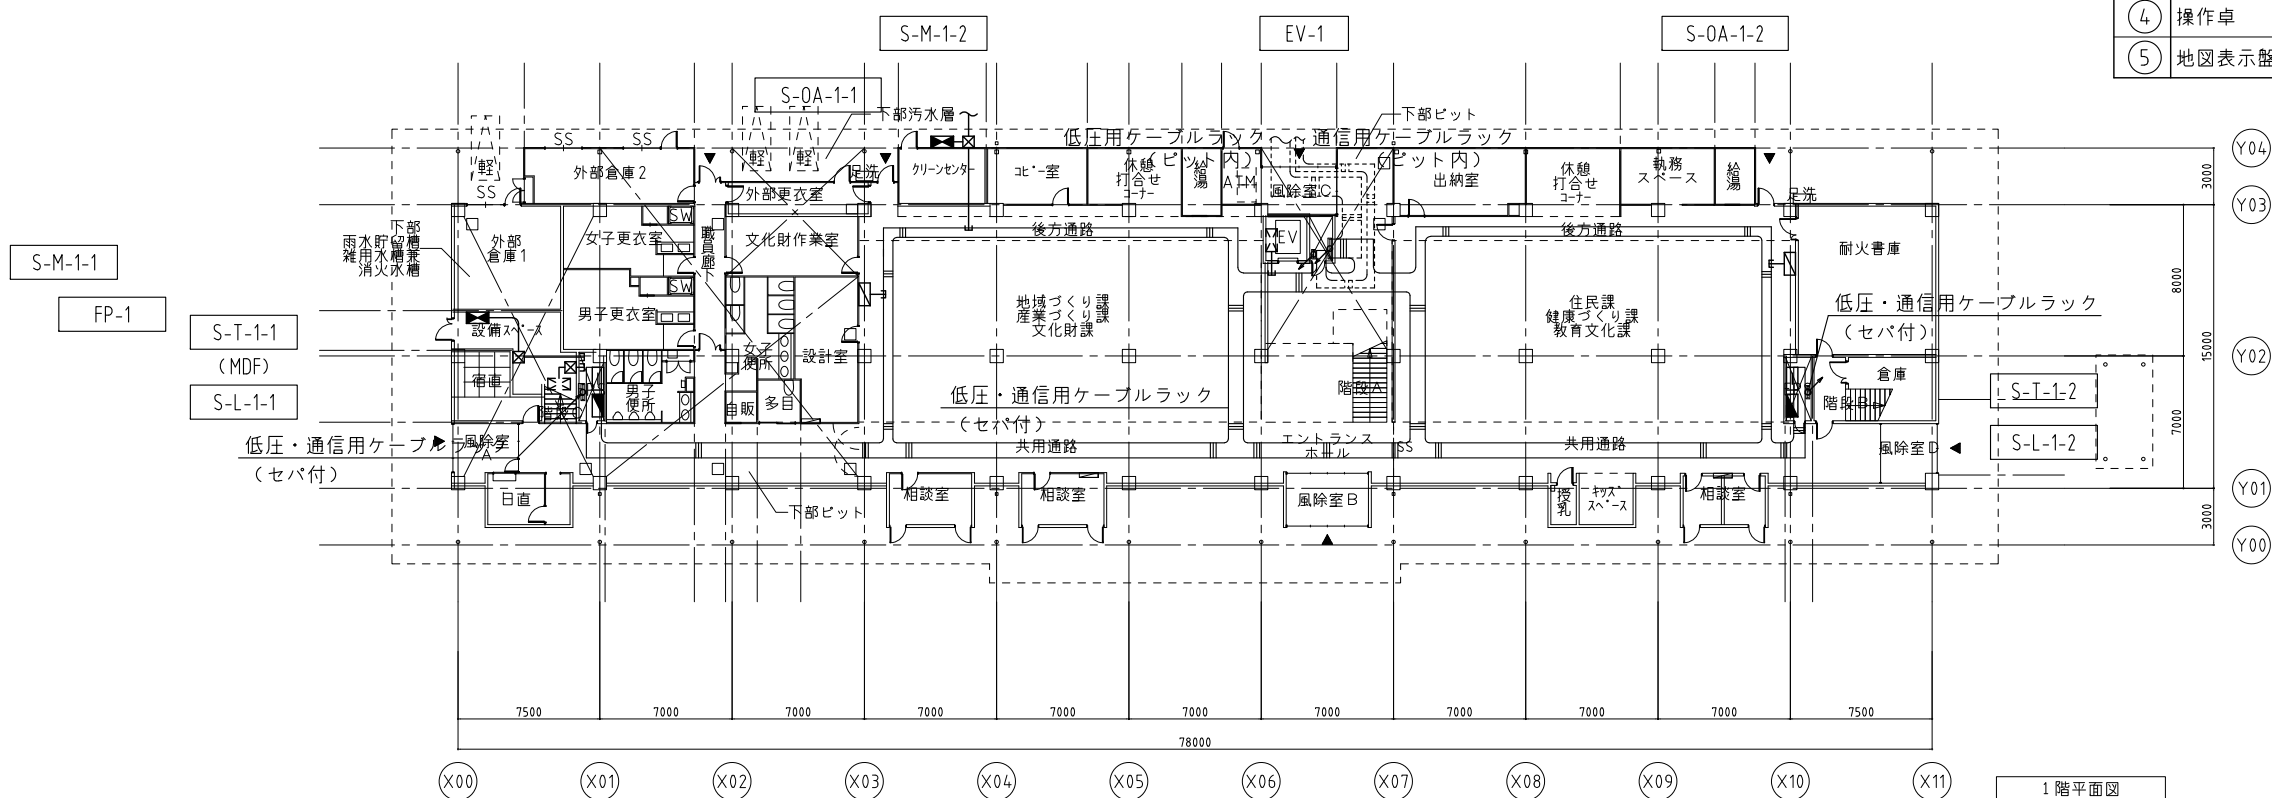 ④ 操作卓
⑤ 地図表示盤
S-M-1-2
EV-1
S-OA-1-2
S-OA-1-1
下部汚水層
下部ピット
低圧用ケーブルラック
(ピット内)
通信用ケーブルラック
(ピット内)
Y04
Y03
Y02
Y01
Y00
3000
8000
15000
7000
3000
SS
SS
SS
軽
軽
軽
外部倉庫2
外部更衣室
足洗
クリーンセンター
コピー室
休憩
打合せ
コーナー
給湯
ATM
風除室C
出納室
休憩
打合せ
コーナー
執務
スペース
給湯
足洗
下部
雨水貯留槽
雑用水槽兼
消火水槽
外部
倉庫1
女子更衣室
SW
職員廊下
文化財作業室
後方通路
EV
後方通路
耐火書庫
S-M-1-1
FP-1
S-T-1-1
(MDF)
S-L-1-1
設備スペース
男子更衣室
SW
女子
便所
設計室
地域づくり課
産業づくり課
文化財課
住民課
健康づくり課
教育文化課
低圧・通信用ケーブルラック
(セパ付)
宿直
男子
便所
自販
多目
低圧・通信用ケーブルラック
(セパ付)
階段A
倉庫
階段B
S-T-1-2
S-L-1-2
低圧・通信用ケーブルラック
(セパ付)
風除室
A
共用通路
エントランス
ホール
SS
共用通路
風除室D
日直
下部ピット
相談室
相談室
風除室B
授乳
キッズ
スペース
相談室
7500
7000
7000
7000
7000
7000
7000
7000
7000
7000
7500
78000
X00
X01
X02
X03
X04
X05
X06
X07
X08
X09
X10
X11
1階平面図